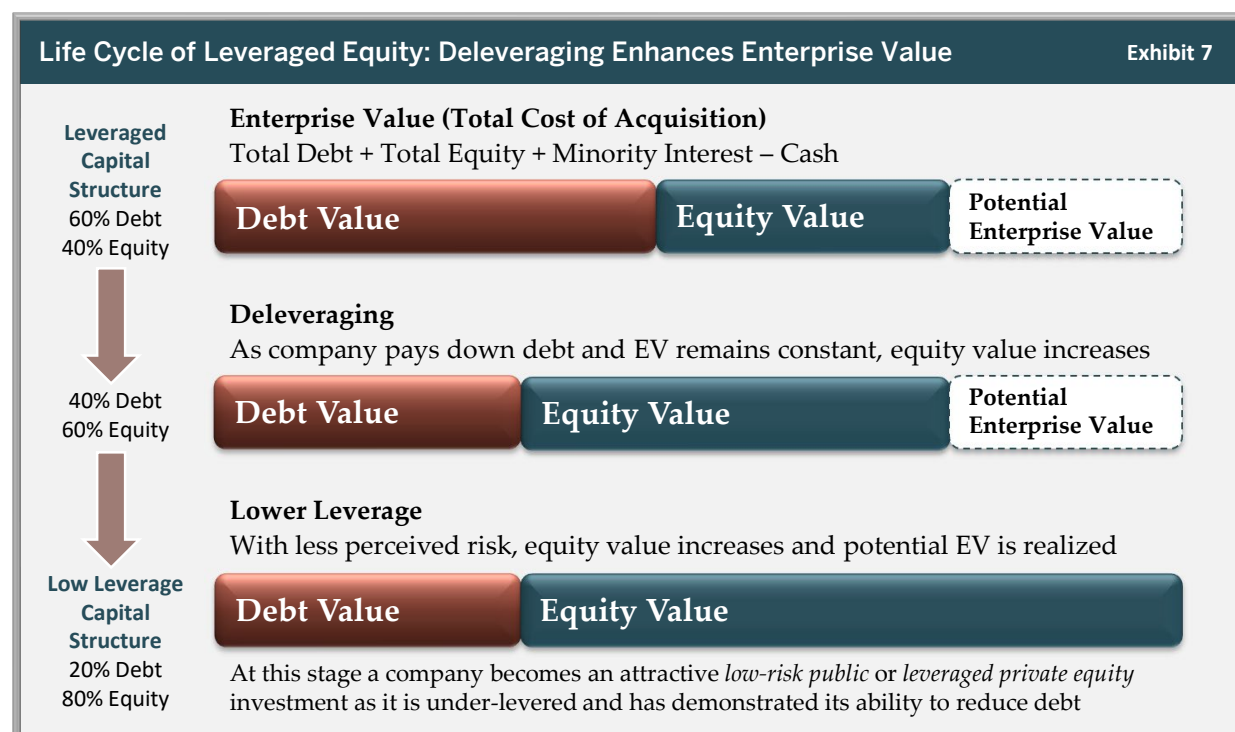 Life Cycle of Leveraged Equity: Deleveraging Enhances Enterprise Value
Exhibit 7
Leveraged
Capital
Structure
60% Debt
40% Equity
Enterprise Value (Total Cost of Acquisition)
Total Debt + Total Equity + Minority Interest – Cash
Debt Value
Equity Value
Potential
Enterprise Value
Deleveraging
As company pays down debt and EV remains constant, equity value increases
40% Debt
60% Equity
Debt Value
Equity Value
Potential
Enterprise Value
Lower Leverage
With less perceived risk, equity value increases and potential EV is realized
Low Leverage
Capital
Structure
20% Debt
80% Equity
Debt Value
Equity Value
At this stage a company becomes an attractive low-risk public or leveraged private equity
investment as it is under-levered and has demonstrated its ability to reduce debt